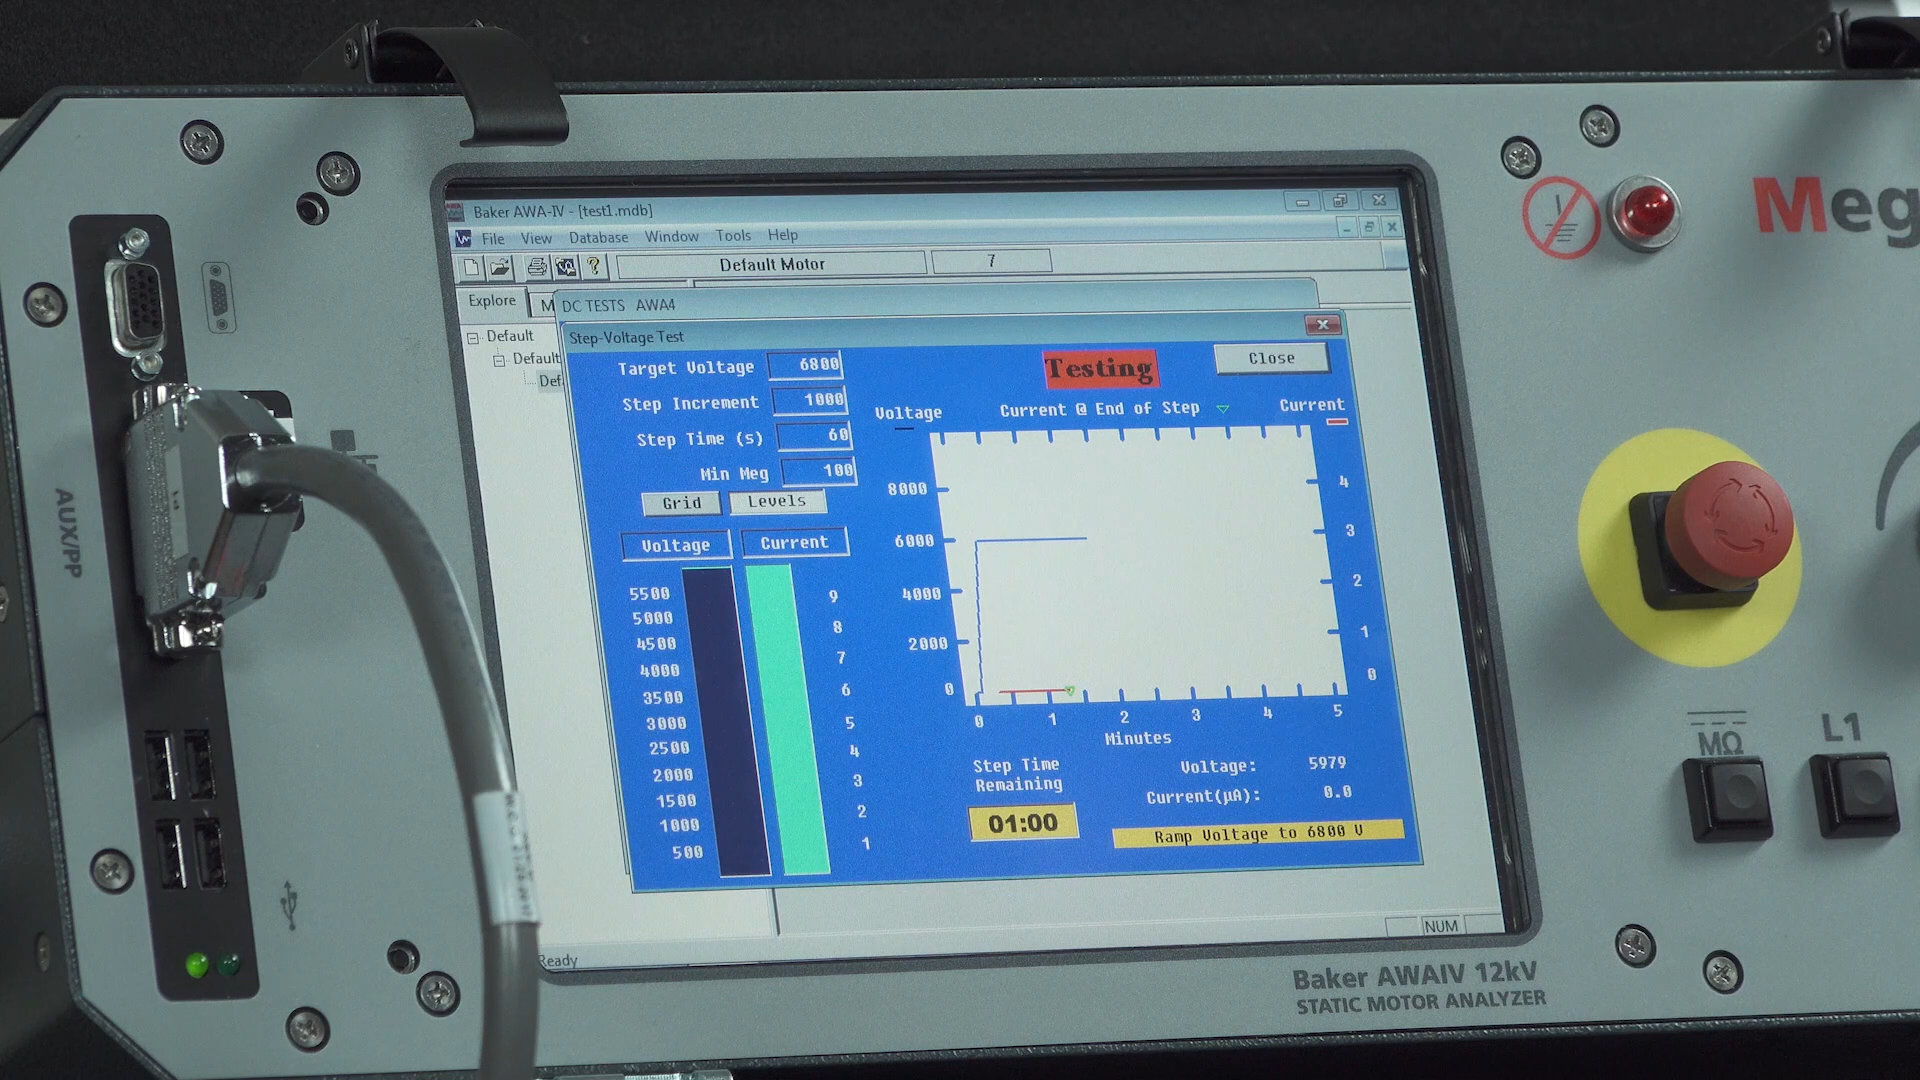 Baker AWA-IV - [test1.mdb]
File View Database Window Tools Help
Default Motor 7
Explore M
DC TESTS AWA4
Default
Default
Def
Step-Voltage Test
Target Voltage 6800
Step Increment 1000
Step Time (s) 60
Min Meg 100
Grid Levels
Voltage Current
5500
5000
4500
4000
3500
3000
2500
2000
1500
1000
500
9
8
7
6
5
4
3
2
1
Testing
Close
Voltage Current @ End of Step Current
8000
6000
4000
2000
0
4
3
2
1
0
0 1 2 3 4 5
Minutes
Step Time
Remaining
01:00
Voltage: 5979
Current(µA): 0.0
Ramp Voltage to 6800 V
NUM
Ready
AUX/PP
Meg
MΩ
L1
Baker AWAIV 12kV
STATIC MOTOR ANALYZER